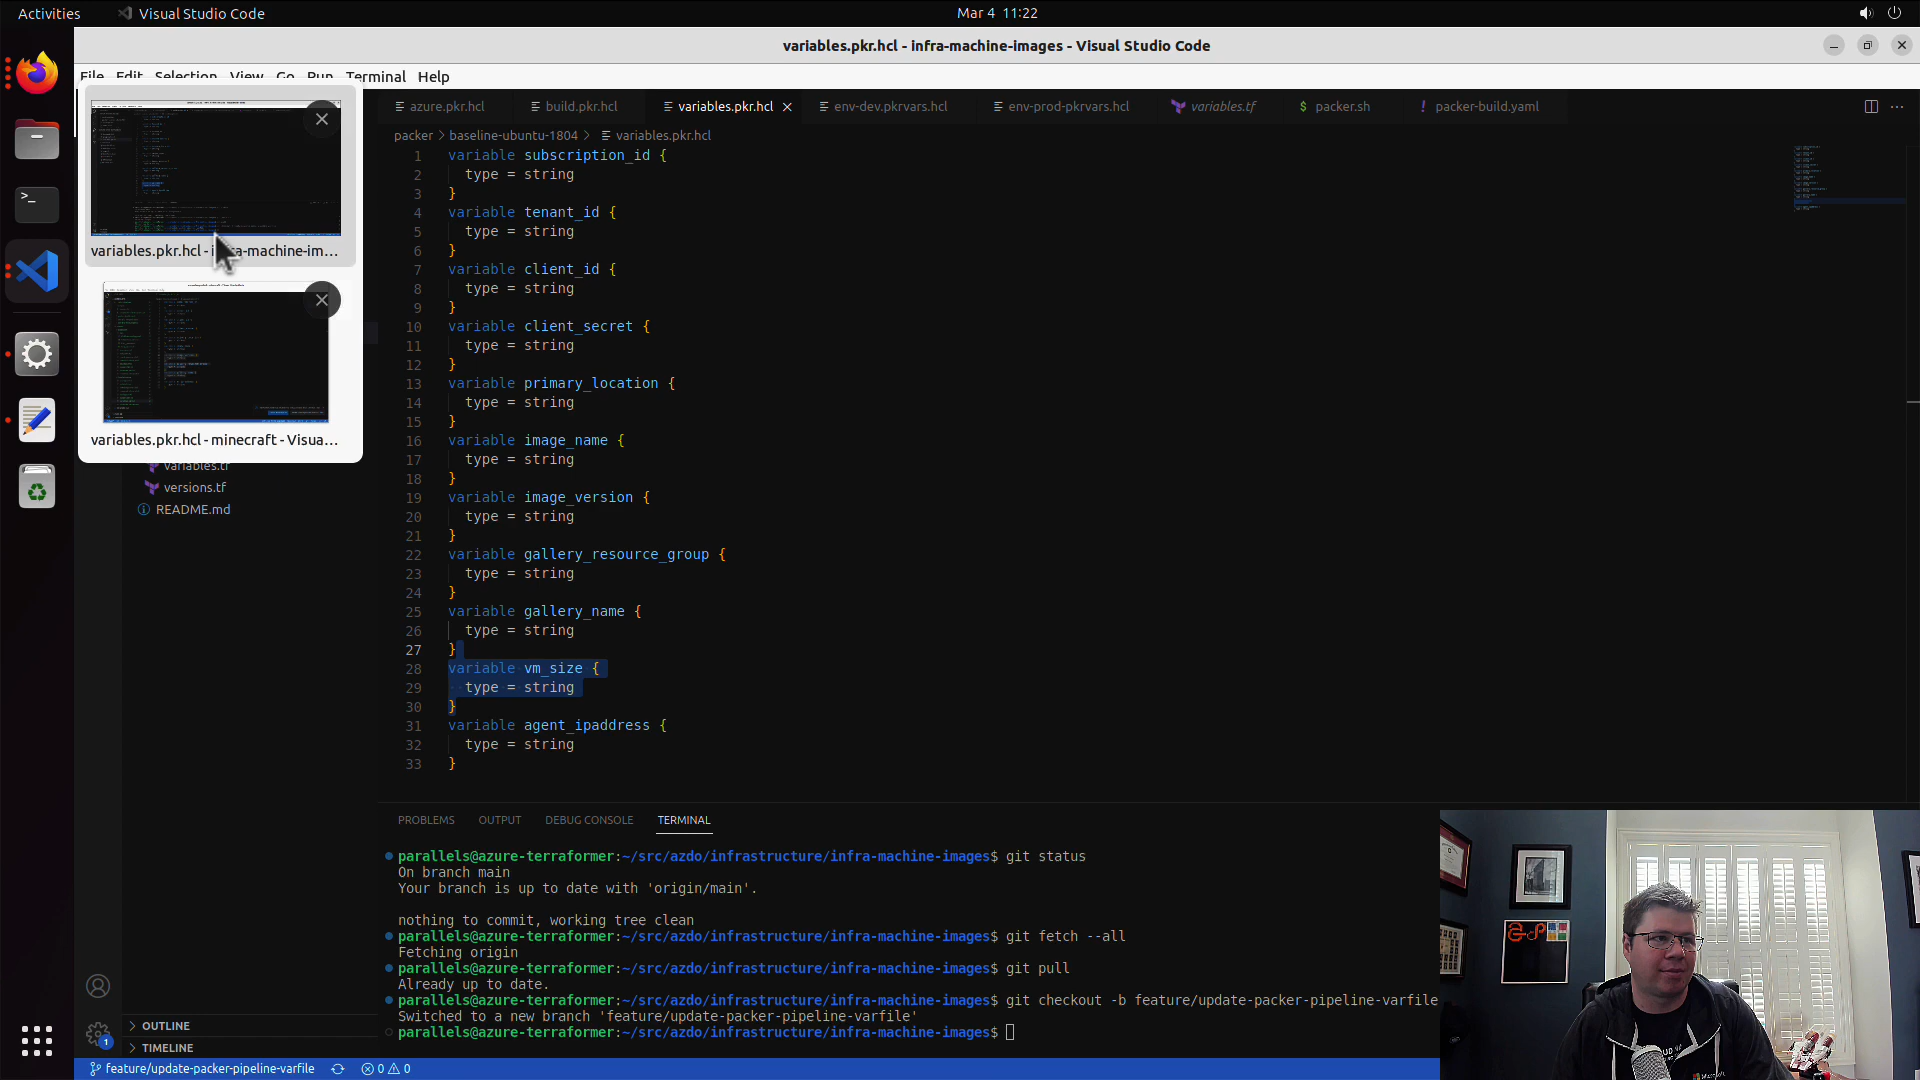 Activities
Visual Studio Code
Mar 4 11:22
variables.pkr.hcl - infra-machine-images - Visual Studio Code
File Edit Selection View Go Run Terminal Help
variables.pkr.hcl - infra-machine-im...
variables.pkr.hcl - minecraft - Visua...
variables.tf
versions.tf
README.md
OUTLINE
TIMELINE
azure.pkr.hcl
build.pkr.hcl
variables.pkr.hcl
env-dev.pkrvars.hcl
env-prod-pkrvars.hcl
variables.tf
$ packer.sh
! packer-build.yaml
packer > baseline-ubuntu-1804 > variables.pkr.hcl
1 variable subscription_id {
2 type = string
3 }
4 variable tenant_id {
5 type = string
6 }
7 variable client_id {
8 type = string
9 }
10 variable client_secret {
11 type = string
12 }
13 variable primary_location {
14 type = string
15 }
16 variable image_name {
17 type = string
18 }
19 variable image_version {
20 type = string
21 }
22 variable gallery_resource_group {
23 type = string
24 }
25 variable gallery_name {
26 type = string
27 }
28 variable vm_size {
29 type = string
30 }
31 variable agent_ipaddress {
32 type = string
33 }
PROBLEMS OUTPUT DEBUG CONSOLE TERMINAL
parallels@azure-terraformer:~/src/azdo/infrastructure/infra-machine-images$ git status
On branch main
Your branch is up to date with 'origin/main'.
nothing to commit, working tree clean
parallels@azure-terraformer:~/src/azdo/infrastructure/infra-machine-images$ git fetch --all
Fetching origin
parallels@azure-terraformer:~/src/azdo/infrastructure/infra-machine-images$ git pull
Already up to date.
parallels@azure-terraformer:~/src/azdo/infrastructure/infra-machine-images$ git checkout -b feature/update-packer-pipeline-varfile
Switched to a new branch 'feature/update-packer-pipeline-varfile'
parallels@azure-terraformer:~/src/azdo/infrastructure/infra-machine-images$
1
feature/update-packer-pipeline-varfile
0 0